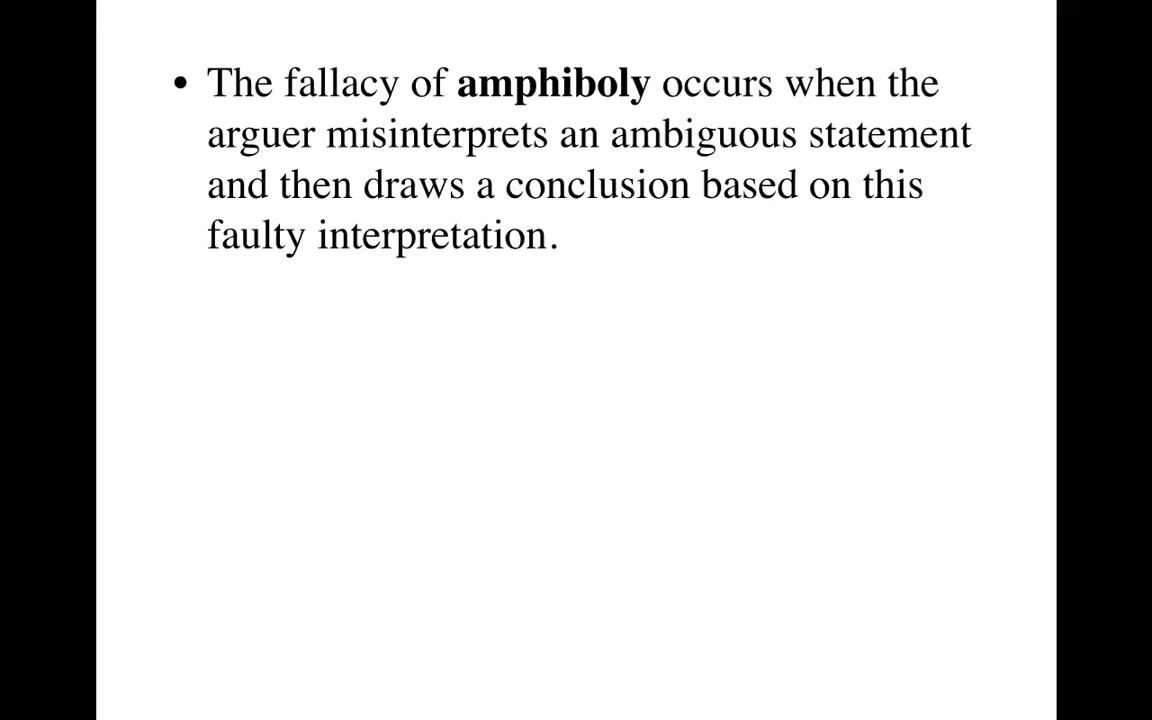 • The fallacy of amphiboly occurs when the
arguer misinterprets an ambiguous statement
and then draws a conclusion based on this
faulty interpretation.